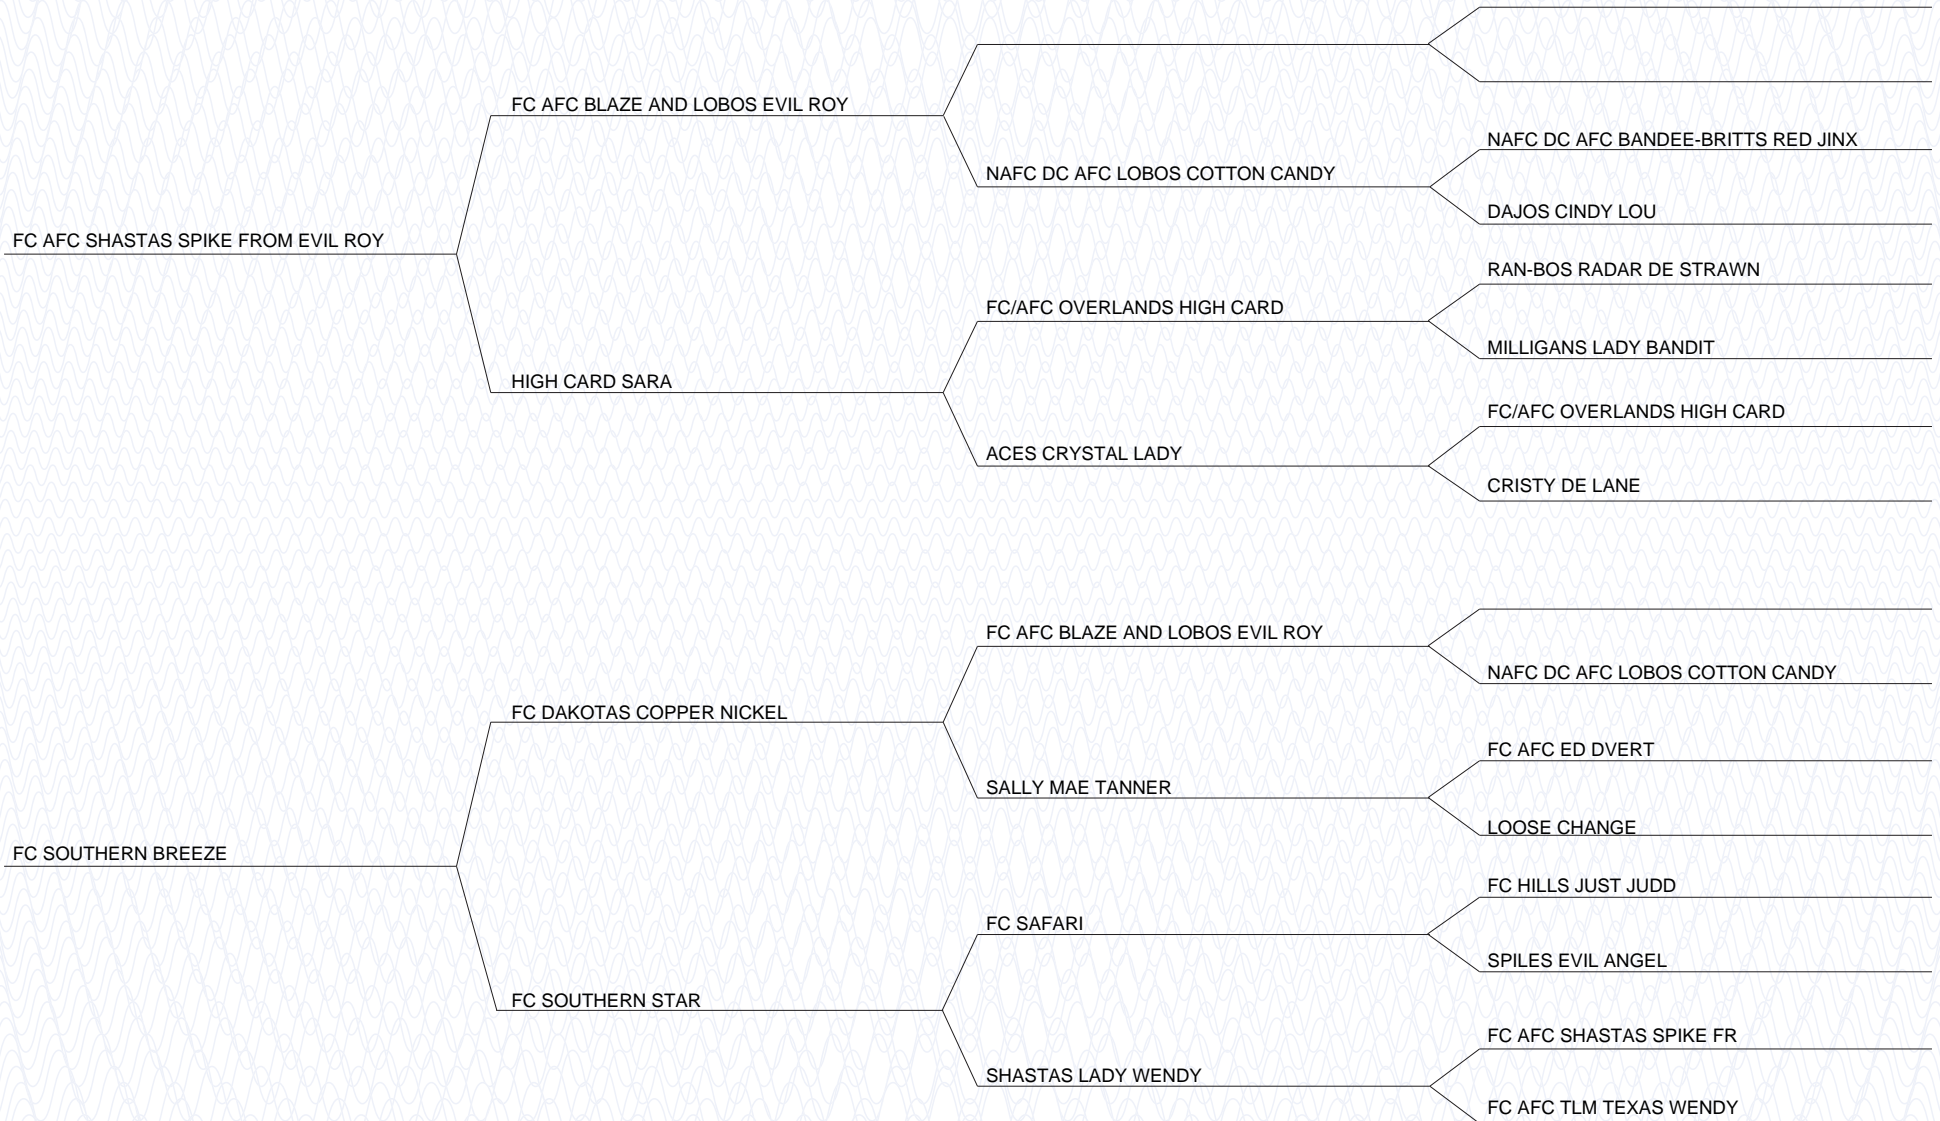 FC AFC BLAZE AND LOBOS EVIL ROY
NAFC DC AFC BANDEE-BRITTS RED JINX
NAFC DC AFC LOBOS COTTON CANDY
DAJOS CINDY LOU
FC AFC SHASTAS SPIKE FROM EVIL ROY
RAN-BOS RADAR DE STRAWN
FC/AFC OVERLANDS HIGH CARD
MILLIGANS LADY BANDIT
HIGH CARD SARA
FC/AFC OVERLANDS HIGH CARD
ACES CRYSTAL LADY
CRISTY DE LANE
FC AFC BLAZE AND LOBOS EVIL ROY
NAFC DC AFC LOBOS COTTON CANDY
FC DAKOTAS COPPER NICKEL
FC AFC ED DVERT
SALLY MAE TANNER
LOOSE CHANGE
FC SOUTHERN BREEZE
FC HILLS JUST JUDD
FC SAFARI
SPILES EVIL ANGEL
FC SOUTHERN STAR
FC AFC SHASTAS SPIKE FR
SHASTAS LADY WENDY
FC AFC TLM TEXAS WENDY